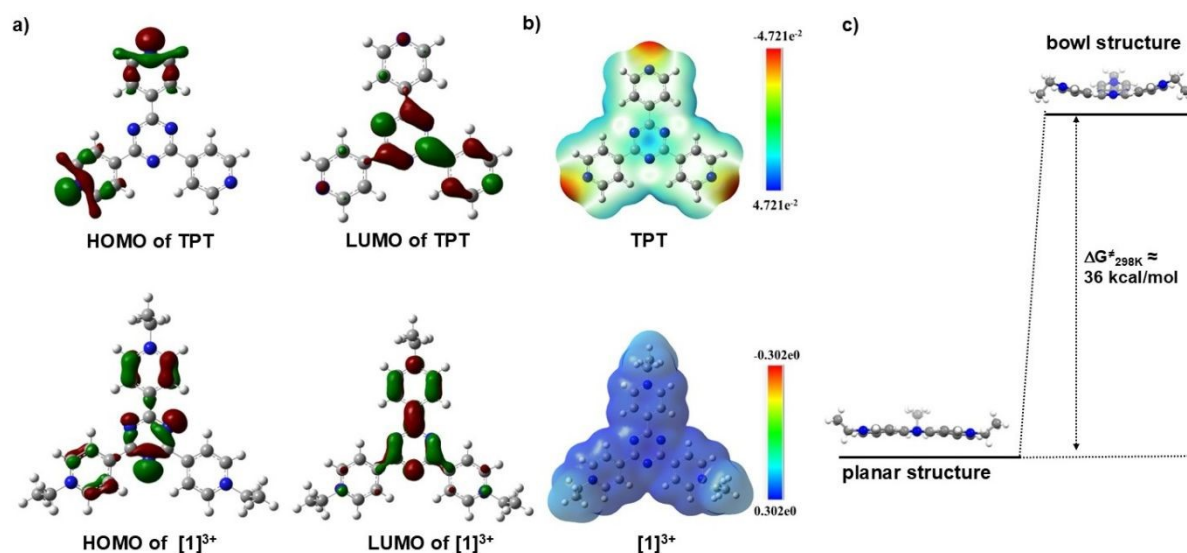 a)
HOMO of TPT
LUMO of TPT
HOMO of [1]³⁺
LUMO of [1]³⁺
b)
-4.721e⁻²
4.721e⁻²
TPT
-0.302e0
0.302e0
[1]³⁺
c)
bowl structure
ΔG≠298K ≈
36 kcal/mol
planar structure